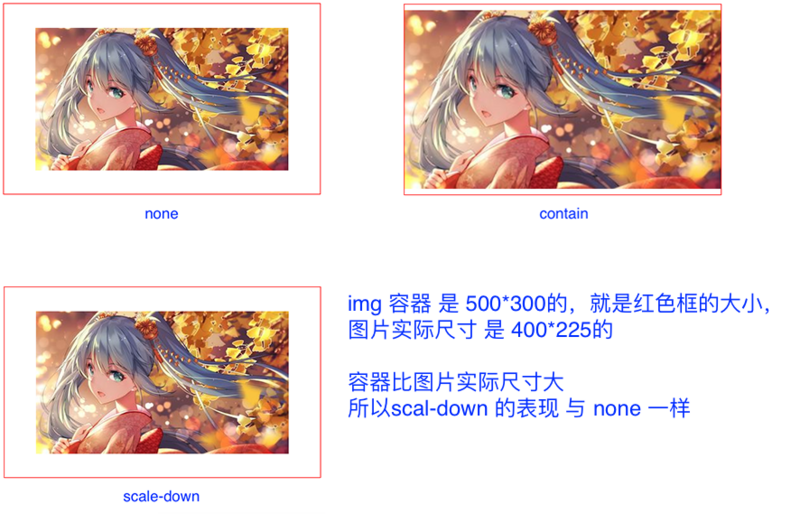 none
contain
img 容器 是 500*300的，就是红色框的大小，
图片实际尺寸 是 400*225的
容器比图片实际尺寸大
所以scal-down 的表现 与 none 一样
scale-down